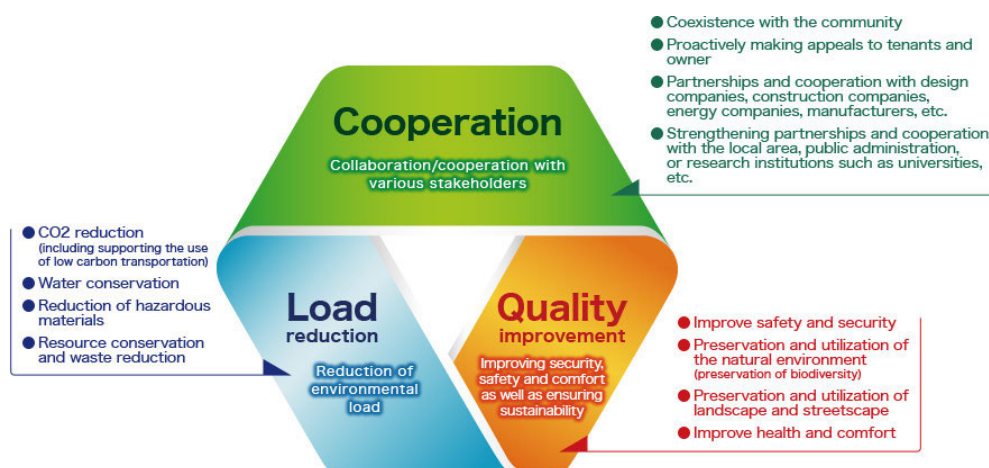 Cooperation
Collaboration/cooperation with
various stakeholders
● Coexistence with the community
● Proactively making appeals to tenants and
owner
● Partnerships and cooperation with design
companies, construction companies,
energy companies, manufacturers, etc.
● Strengthening partnerships and cooperation
with the local area, public administration,
or research institutions such as universities,
etc.
● CO2 reduction
(including supporting the use
of low carbon transportation)
● Water conservation
● Reduction of hazardous
materials
● Resource conservation
and waste reduction
Load
reduction
Reduction of
environmental
load
Quality
improvement
Improving security,
safety and comfort
as well as ensuring
sustainability
● Improve safety and security
● Preservation and utilization of
the natural environment
(preservation of biodiversity)
● Preservation and utilization of
landscape and streetscape
● Improve health and comfort